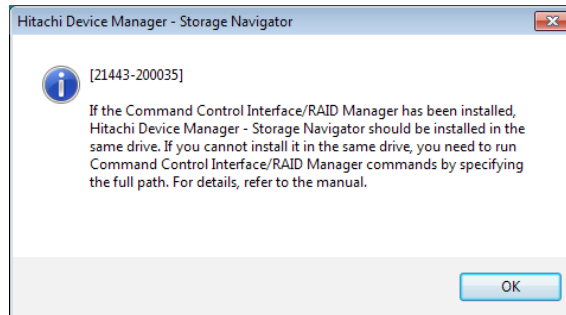 Hitachi Device Manager - Storage Navigator
[21443-200035]
If the Command Control Interface/RAID Manager has been installed,
Hitachi Device Manager - Storage Navigator should be installed in the
same drive. If you cannot install it in the same drive, you need to run
Command Control Interface/RAID Manager commands by specifying
the full path. For details, refer to the manual.
OK